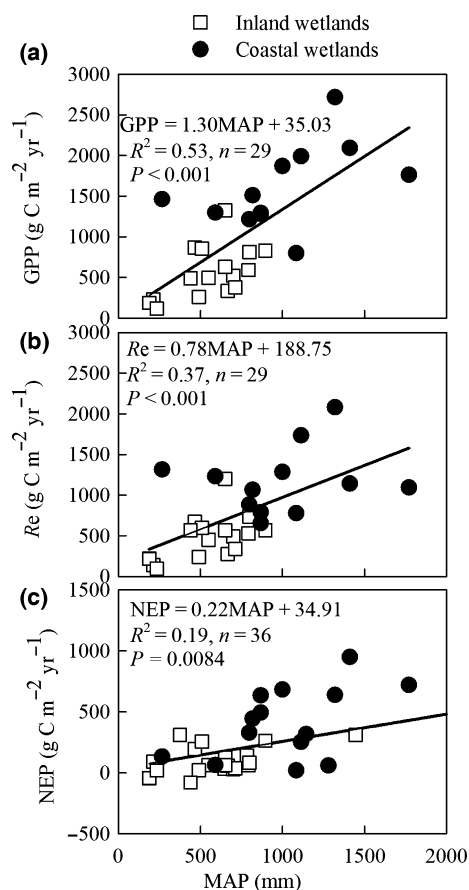 Inland wetlands
Coastal wetlands
(a)
3000
2500
2000
1500
1000
500
0
GPP (g C m−2 yr−1)
GPP = 1.30MAP + 35.03
R2 = 0.53, n = 29
P < 0.001
(b)
3000
2500
2000
1500
1000
500
0
Re (g C m−2 yr−1)
Re = 0.78MAP + 188.75
R2 = 0.37, n = 29
P < 0.001
(c)
1500
1000
500
0
−500
NEP (g C m−2 yr−1)
NEP = 0.22MAP + 34.91
R2 = 0.19, n = 36
P = 0.0084
0 500 1000 1500 2000
MAP (mm)